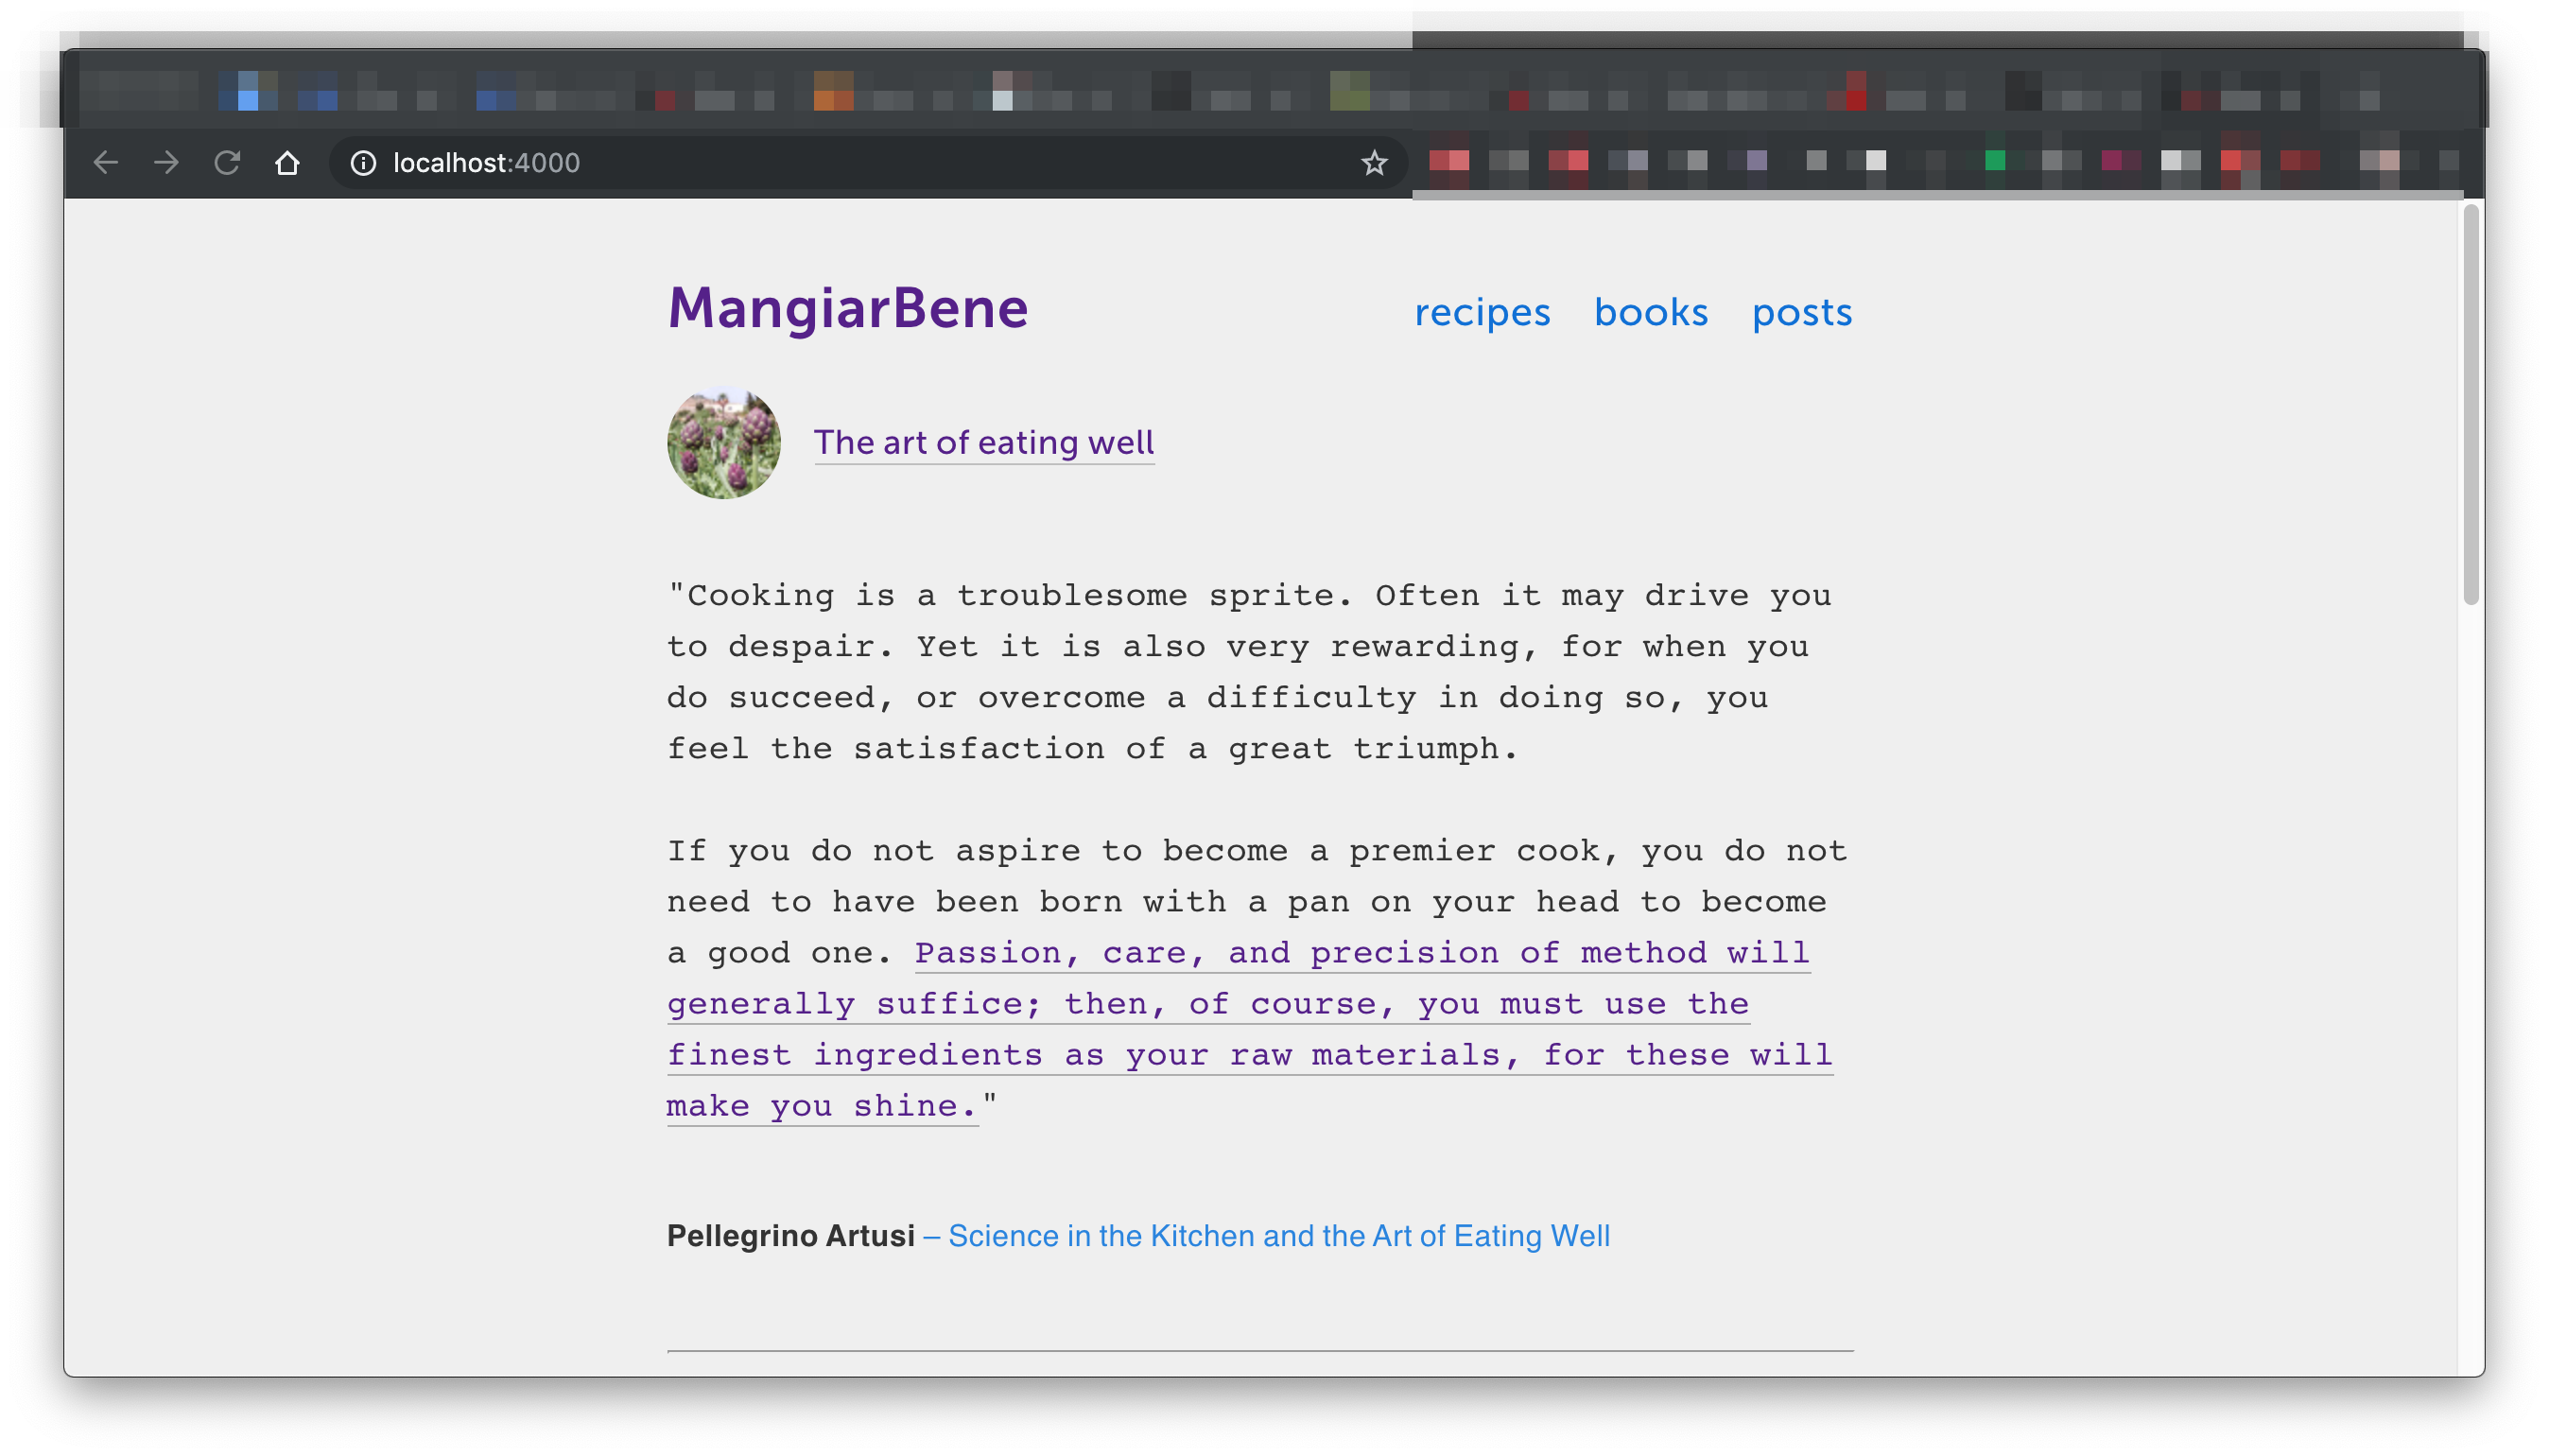 localhost:4000
MangiarBene
recipes books posts
The art of eating well
"Cooking is a troublesome sprite. Often it may drive you
to despair. Yet it is also very rewarding, for when you
do succeed, or overcome a difficulty in doing so, you
feel the satisfaction of a great triumph.
If you do not aspire to become a premier cook, you do not
need to have been born with a pan on your head to become
a good one. Passion, care, and precision of method will
generally suffice; then, of course, you must use the
finest ingredients as your raw materials, for these will
make you shine."
Pellegrino Artusi – Science in the Kitchen and the Art of Eating Well